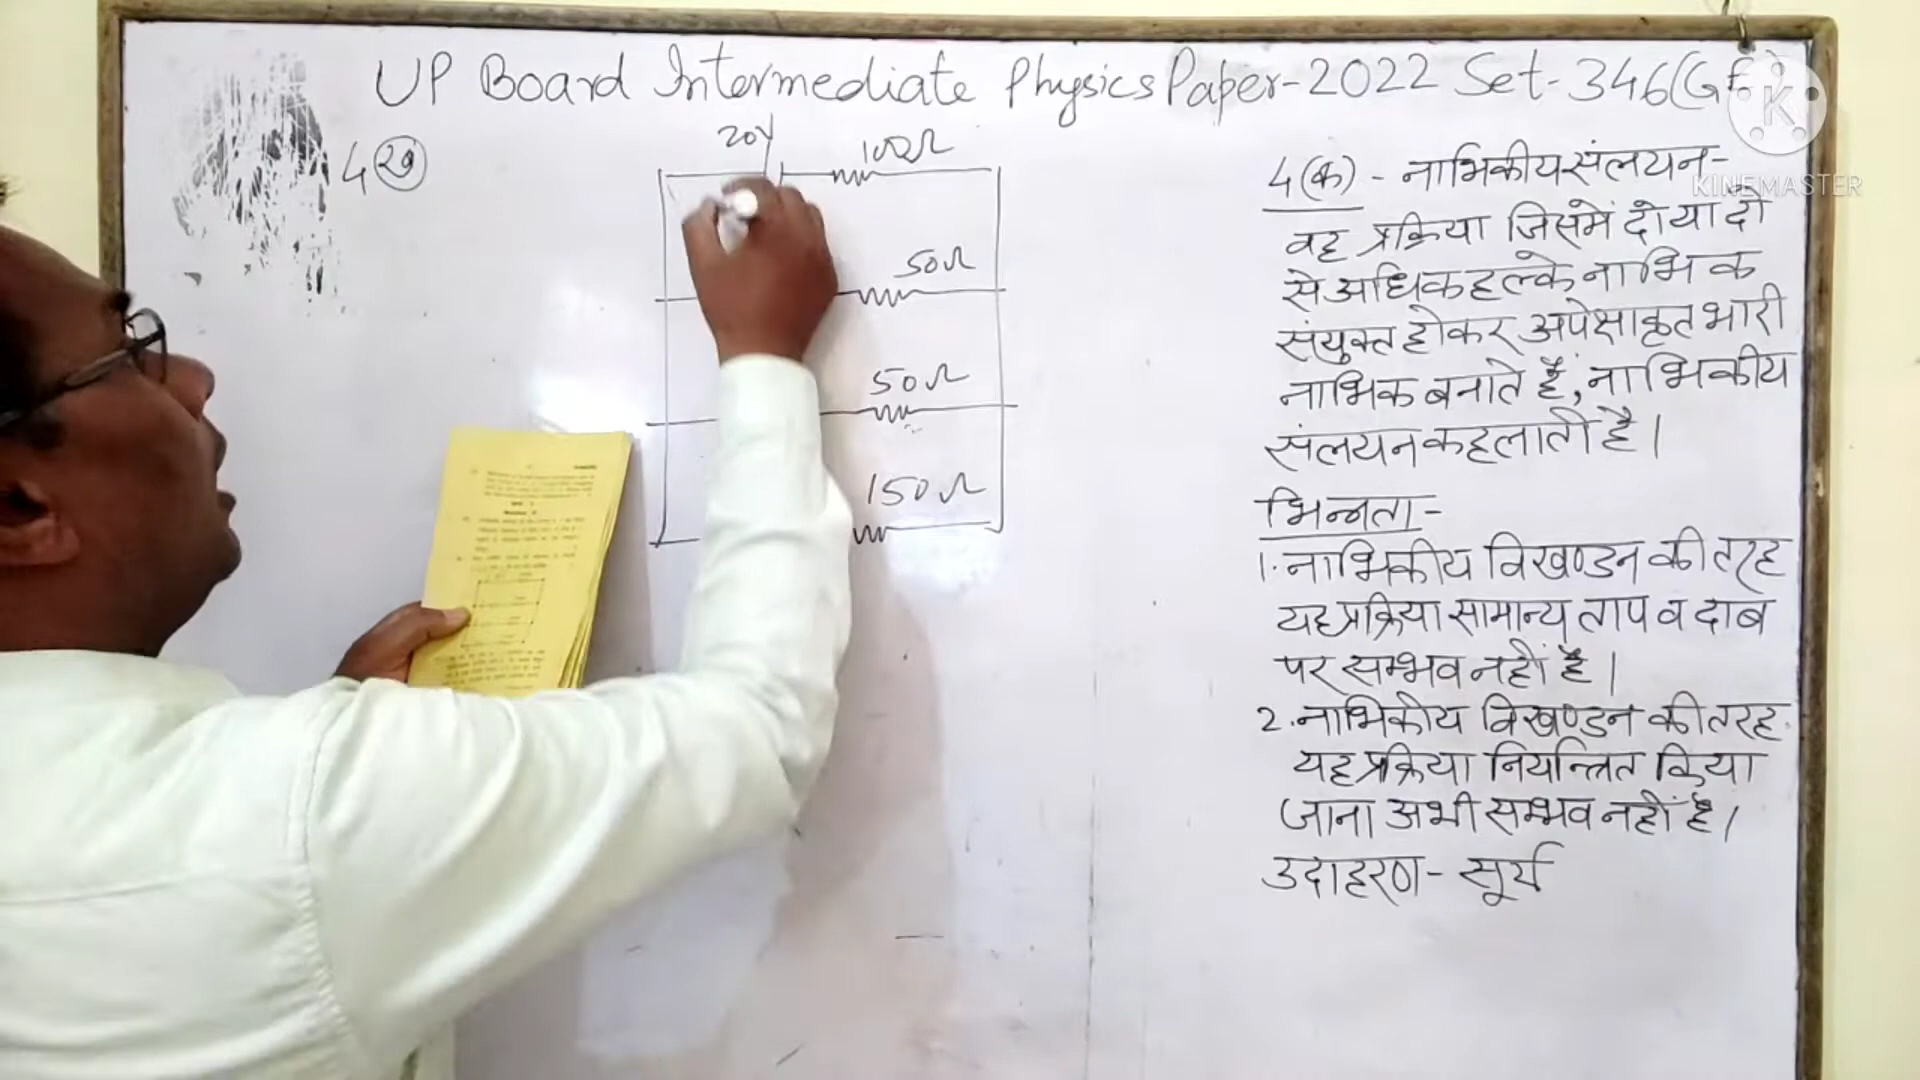 UP Board Intermediate Physics Paper-2022 Set-346(GE)
4 ख
20V
100Ω
50Ω
50Ω
150Ω
4(क) - नाभिकीय संलयन-
वह प्रक्रिया जिसमें दो या दो
से अधिक हल्के नाभिक
संयुक्त होकर अपेक्षाकृत भारी
नाभिक बनाते हैं, नाभिकीय
संलयन कहलाती है।
भिन्नता-
1. नाभिकीय विखण्डन की तरह
यह प्रक्रिया सामान्य ताप व दाब
पर सम्भव नहीं है।
2. नाभिकीय विखण्डन की तरह
यह प्रक्रिया नियन्त्रित किया
जाना अभी सम्भव नहीं है।
उदाहरण- सूर्य
K
KINEMASTER